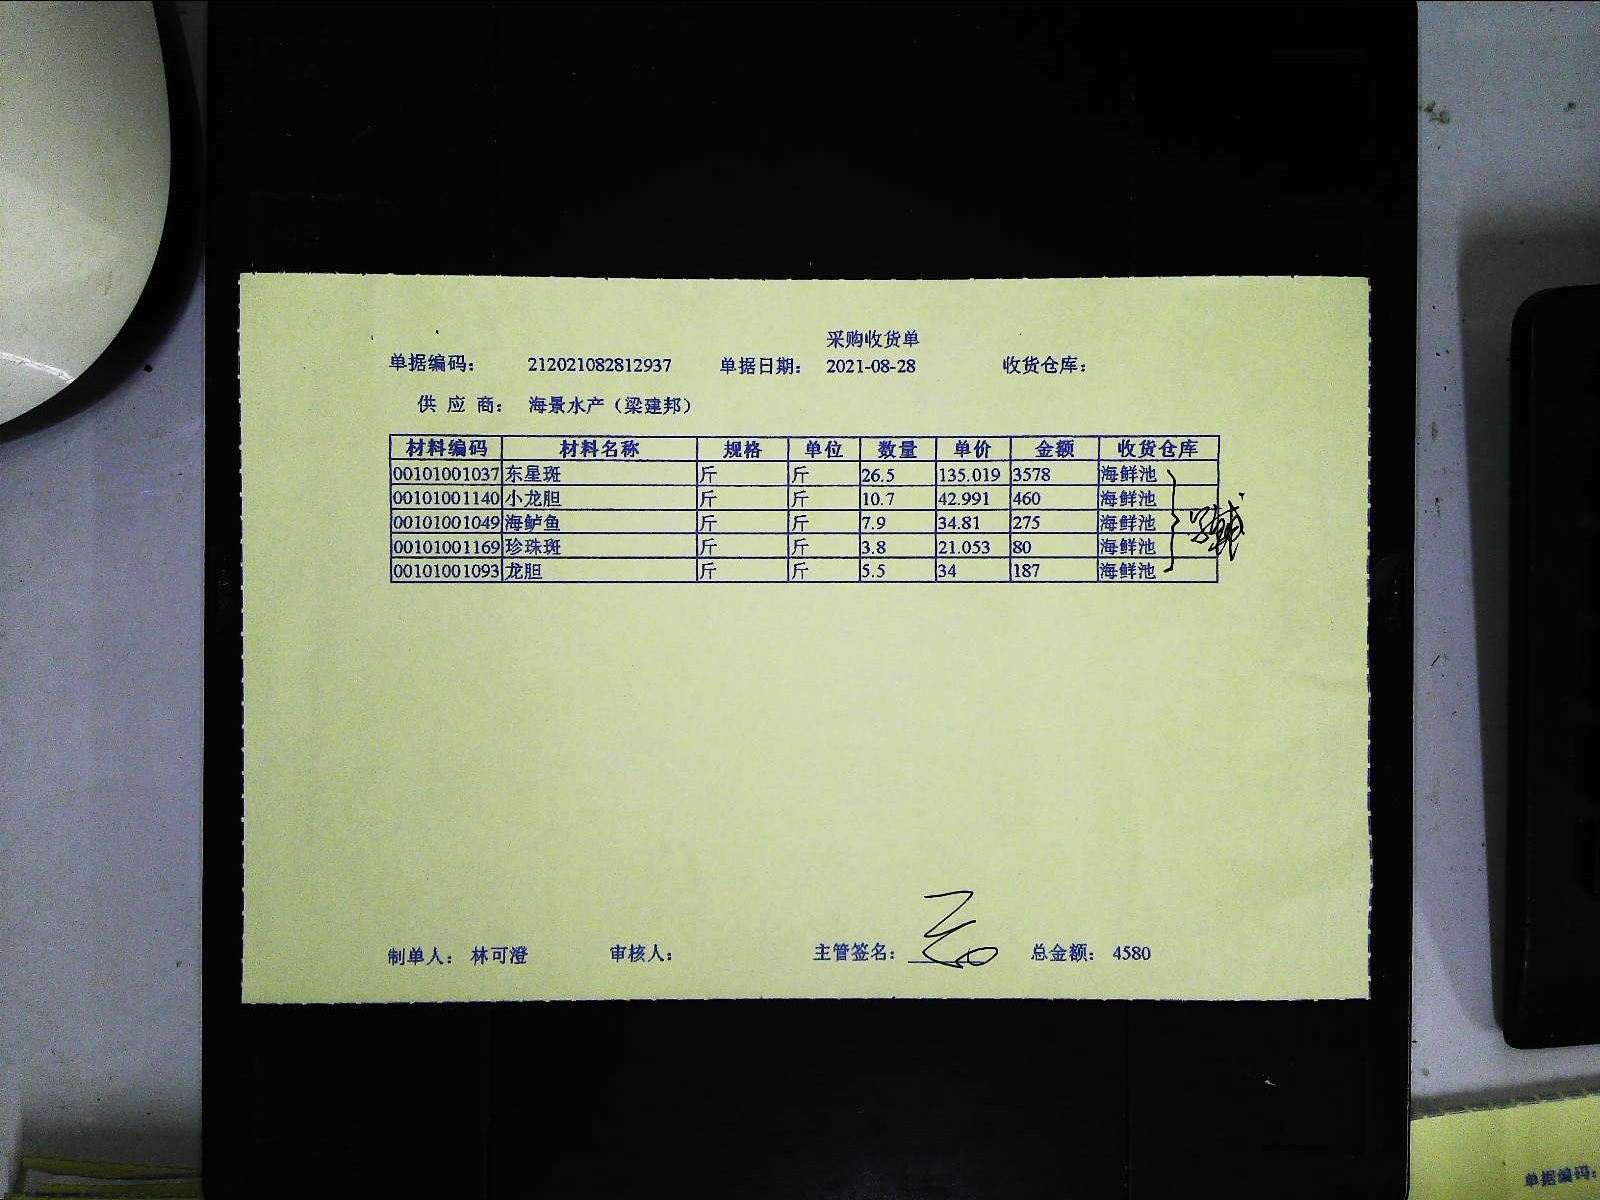 采购收货单
单据编码: 212021082812937 单据日期: 2021-08-28 收货仓库:
供 应 商: 海景水产（梁建邦）
材料编码 材料名称 规格 单位 数量 单价 金额 收货仓库
00101001037 东星斑 斤 斤 26.5 135.019 3578 海鲜池
00101001140 小龙胆 斤 斤 10.7 42.991 460 海鲜池
00101001049 海鲈鱼 斤 斤 7.9 34.81 275 海鲜池
00101001169 珍珠斑 斤 斤 3.8 21.053 80 海鲜池
00101001093 龙胆 斤 斤 5.5 34 187 海鲜池
制单人: 林可澄 审核人: 主管签名: 总金额: 4580
单据编码: